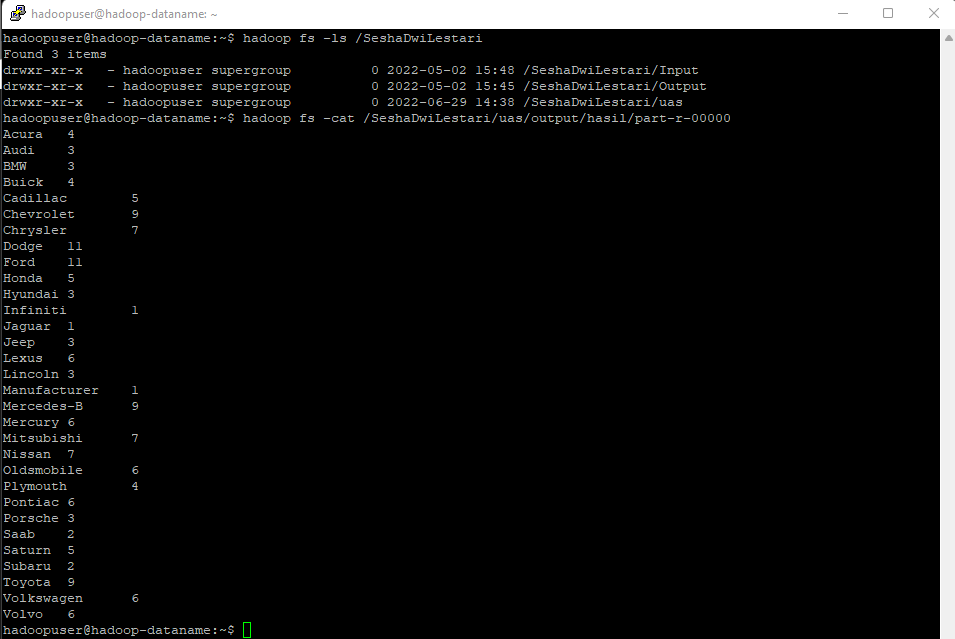 hadoopuser@hadoop-dataname: ~
hadoopuser@hadoop-dataname:~$ hadoop fs -ls /SeshaDwiLestari
Found 3 items
drwxr-xr-x   - hadoopuser supergroup          0 2022-05-02 15:48 /SeshaDwiLestari/Input
drwxr-xr-x   - hadoopuser supergroup          0 2022-05-02 15:45 /SeshaDwiLestari/Output
drwxr-xr-x   - hadoopuser supergroup          0 2022-06-29 14:38 /SeshaDwiLestari/uas
hadoopuser@hadoop-dataname:~$ hadoop fs -cat /SeshaDwiLestari/uas/output/hasil/part-r-00000
Acura   4
Audi    3
BMW     3
Buick   4
Cadillac        5
Chevrolet       9
Chrysler        7
Dodge   11
Ford    11
Honda   5
Hyundai 3
Infiniti        1
Jaguar  1
Jeep    3
Lexus   6
Lincoln 3
Manufacturer    1
Mercedes-B      9
Mercury 6
Mitsubishi      7
Nissan  7
Oldsmobile      6
Plymouth        4
Pontiac 6
Porsche 3
Saab    2
Saturn  5
Subaru  2
Toyota  9
Volkswagen      6
Volvo   6
hadoopuser@hadoop-dataname:~$